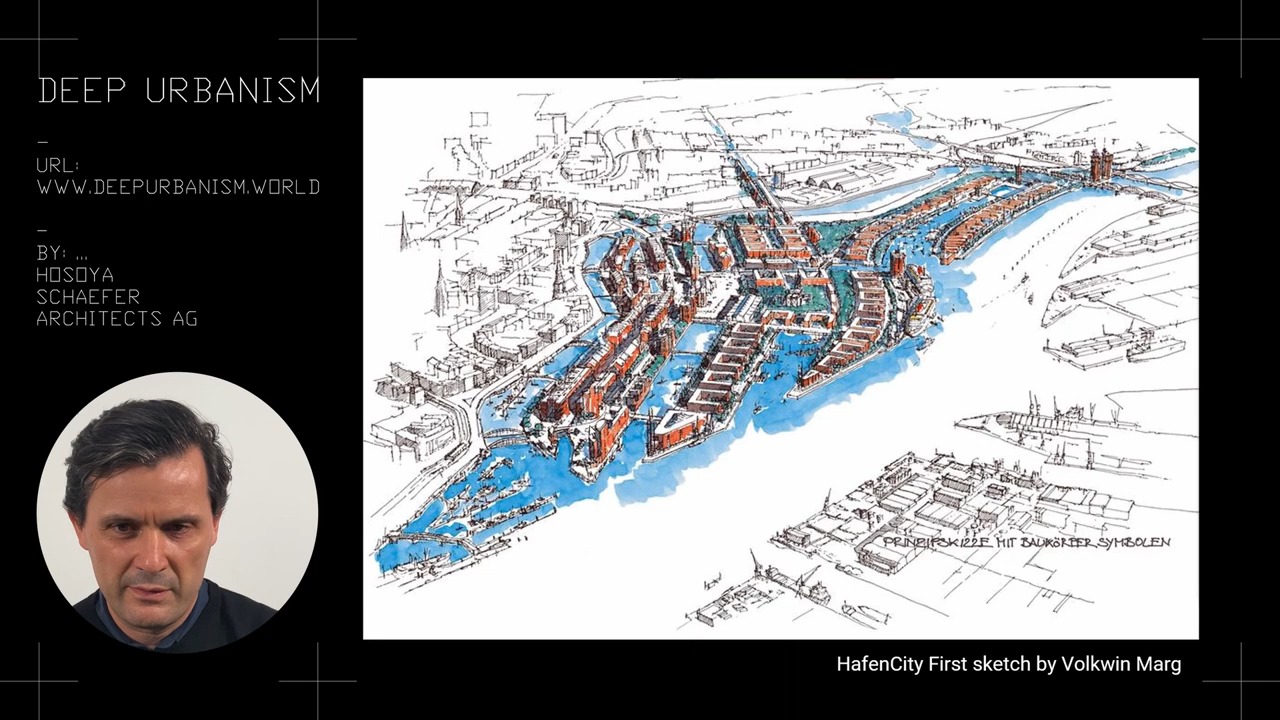 DEEP URBANISM
–
URL:
WWW.DEEPURBANISM.WORLD
–
BY: ...
HOSOYA
SCHAEFER
ARCHITECTS AG
PRINZIPSKIZZE MIT BAUKÖRPER SYMBOLEN
HafenCity First sketch by Volkwin Marg